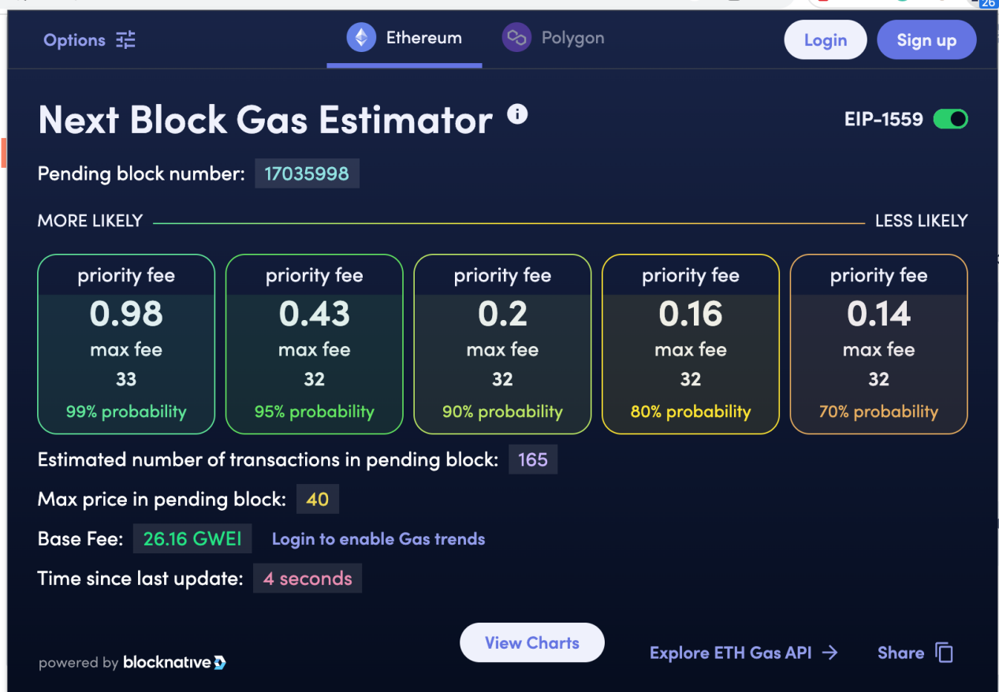 26
Options Ethereum Polygon Login Sign up
Next Block Gas Estimator i
EIP-1559
Pending block number: 17035998
MORE LIKELY LESS LIKELY
priority fee priority fee priority fee priority fee priority fee
0.98 0.43 0.2 0.16 0.14
max fee max fee max fee max fee max fee
33 32 32 32 32
99% probability 95% probability 90% probability 80% probability 70% probability
Estimated number of transactions in pending block: 165
Max price in pending block: 40
Base Fee: 26.16 GWEI Login to enable Gas trends
Time since last update: 4 seconds
View Charts
Explore ETH Gas API → Share
powered by blocknative